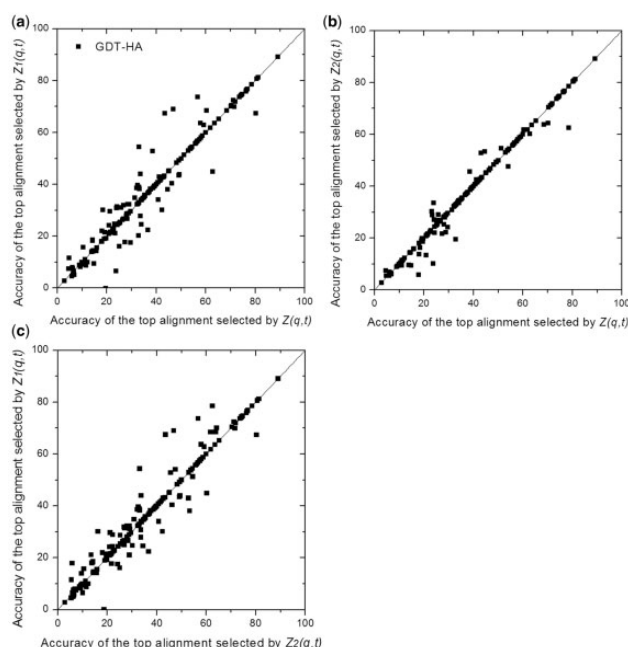 (a)
GDT-HA
Accuracy of the top alignment selected by Z1(q,t)
100
80
60
40
20
0
0 20 40 60 80 100
Accuracy of the top alignment selected by Z(q,t)
(b)
Accuracy of the top alignment selected by Z2(q,t)
100
80
60
40
20
0
0 20 40 60 80 100
Accuracy of the top alignment selected by Z(q,t)
(c)
Accuracy of the top alignment selected by Z1(q,t)
100
80
60
40
20
0
0 20 40 60 80 100
Accuracy of the top alignment selected by Z2(q,t)